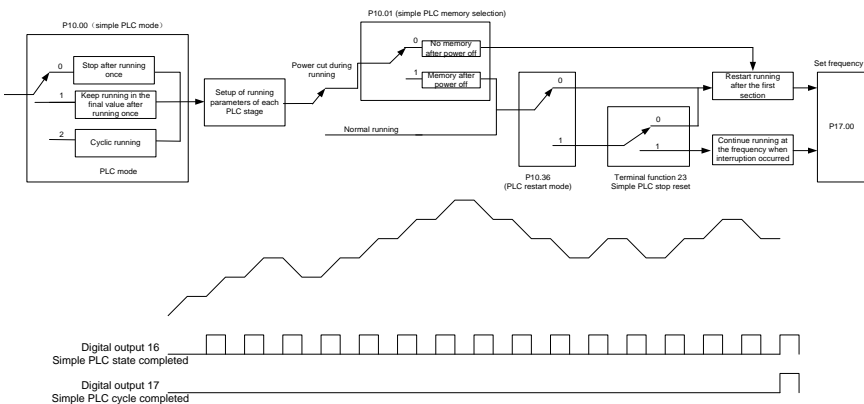 P10.00 (simple PLC mode)
0
Stop after running
once
1
Keep running in the
final value after
running once
2
Cyclic running
PLC mode
Setup of running
parameters of each
PLC stage
Power cut during
running
P10.01 (simple PLC memory selection)
0
No memory
after power off
1
Memory after
power off
Normal running
0
1
P10.36
(PLC restart mode)
0
1
Terminal function 23
Simple PLC stop reset
Restart running
after the first
section
Continue running at
the frequency when
interruption occurred
Set frequency
P17.00
Digital output 16
Simple PLC state completed
Digital output 17
Simple PLC cycle completed